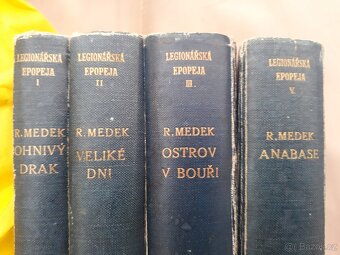 LEGIONÁŘSKÁ
EPOPEJA
I
R. MEDEK
OHNIVÝ
DRAK
LEGIONÁŘSKÁ
EPOPEJA
II
R. MEDEK
VELIKÉ
DNI
LEGIONÁŘSKÁ
EPOPEJA
III.
R. MEDEK
OSTROV
V BOUŘI
LEGIONÁŘSKÁ
EPOPEJA
V.
R. MEDEK
ANABASE